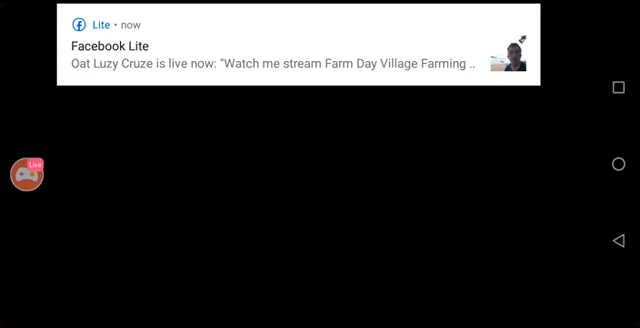 Lite • now
Facebook Lite
Oat Luzy Cruze is live now: "Watch me stream Farm Day Village Farming ..
Live